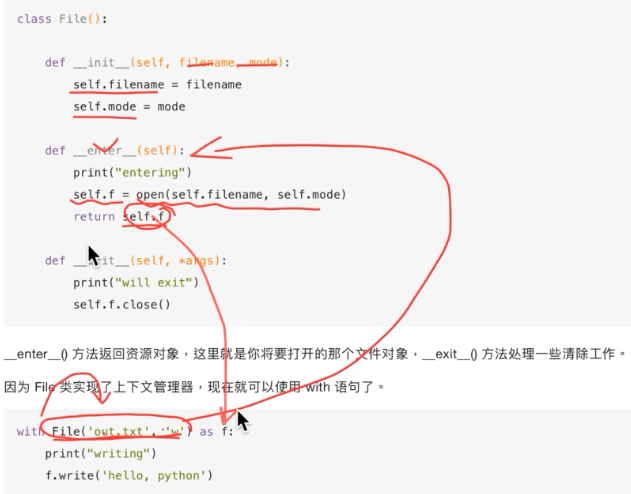 class File():
def __init__(self, filename, mode):
self.filename = filename
self.mode = mode
def __enter__(self):
print("entering")
self.f = open(self.filename, self.mode)
return self.f
def __exit__(self, *args):
print("will exit")
self.f.close()
__enter__() 方法返回资源对象，这里就是你将要打开的那个文件对象，__exit__() 方法处理一些清除工作。
因为 File 类实现了上下文管理器，现在就可以使用 with 语句了。
with File('out.txt', 'w') as f:
print("writing")
f.write('hello, python')